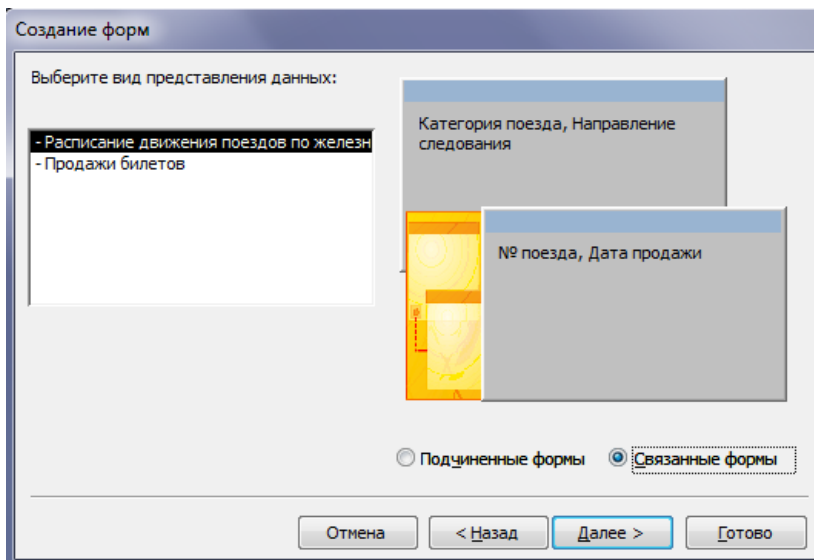 Создание форм
Выберите вид представления данных:
- Расписание движения поездов по железн
- Продажи билетов
Категория поезда, Направление
следования
№ поезда, Дата продажи
Подчиненные формы
Связанные формы
Отмена
< Назад
Далее >
Готово